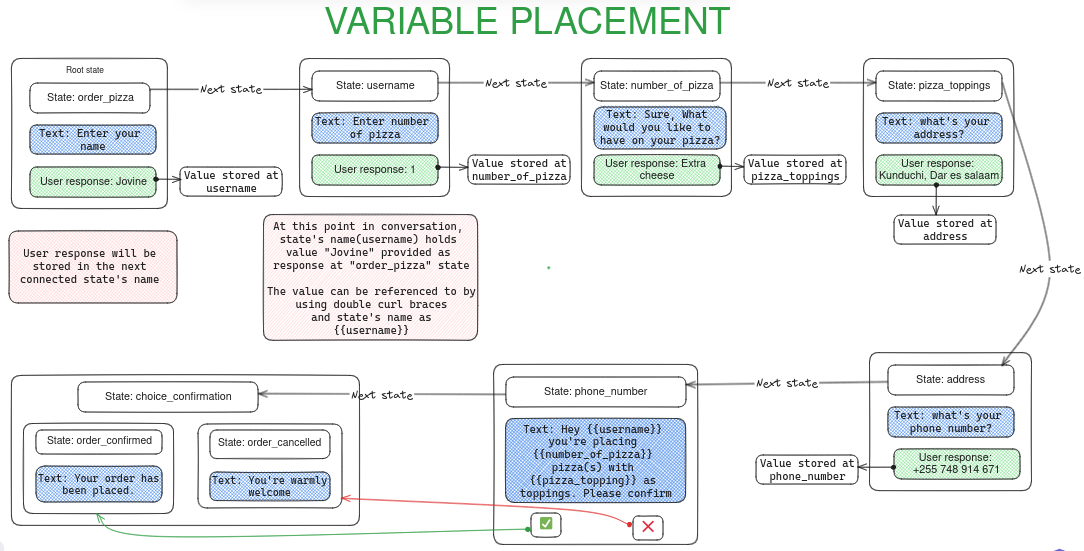 VARIABLE PLACEMENT
Root state
State: order_pizza
Text: Enter your
name
User response: Jovine
Value stored at
username
Next state
State: username
Text: Enter number
of pizza
User response: 1
Value stored at
number_of_pizza
Next state
State: number_of_pizza
Text: Sure, What
would you like to
have on your pizza?
User response: Extra
cheese
Value stored at
pizza_toppings
Next state
State: pizza_toppings
Text: what's your
address?
User response:
Kunduchi, Dar es salaam
Value stored at
address
Next state
User response will be
stored in the next
connected state's name
At this point in conversation,
state's name(username) holds
value "Jovine" provided as
response at "order_pizza" state
The value can be referenced to by
using double curl braces
and state's name as
{{username}}
State: address
Text: what's your
phone number?
User response:
+255 748 914 671
Value stored at
phone_number
Next state
State: phone_number
Text: Hey {{username}}
you're placing
{{number_of_pizza}}
pizza(s) with
{{pizza_topping}} as
toppings. Please confirm
Next state
State: choice_confirmation
State: order_confirmed
Text: Your order has
been placed.
State: order_cancelled
Text: You're warmly
welcome